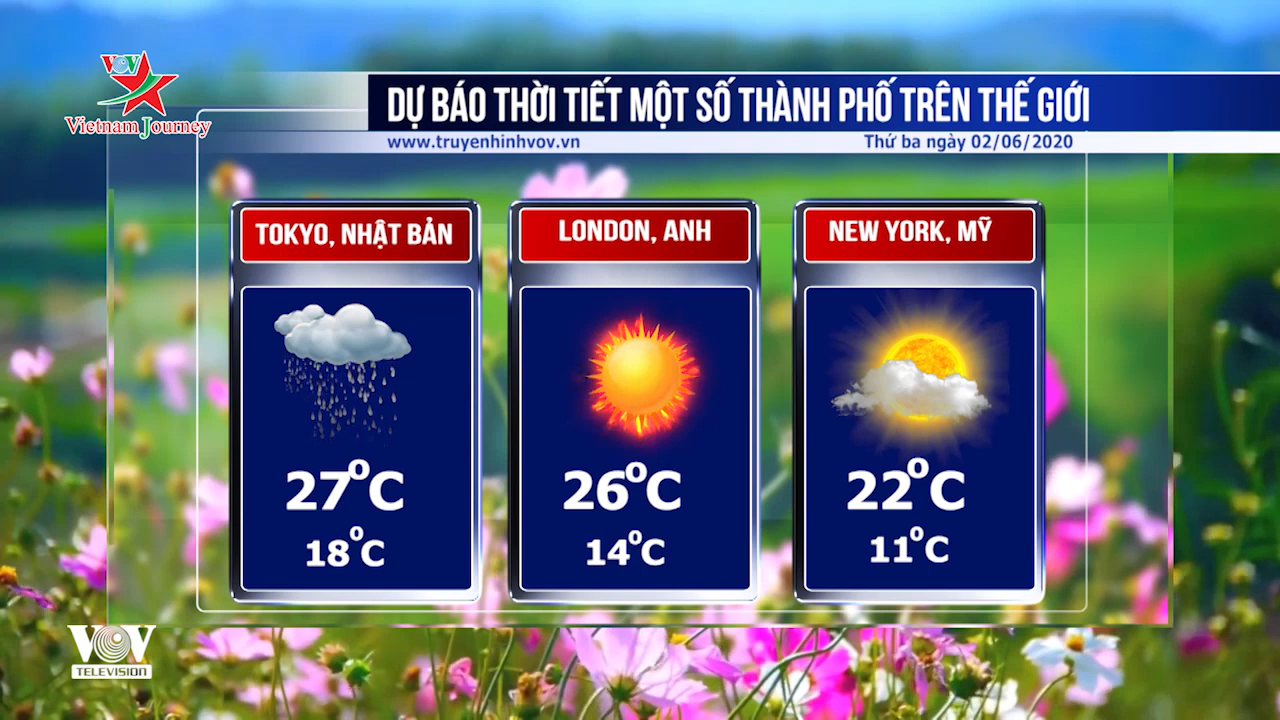 VOV
Vietnam Journey
DỰ BÁO THỜI TIẾT MỘT SỐ THÀNH PHỐ TRÊN THẾ GIỚI
www.truyenhinhvov.vn
Thứ ba ngày 02/06/2020
TOKYO, NHẬT BẢN
27°C
18°C
LONDON, ANH
26°C
14°C
NEW YORK, MỸ
22°C
11°C
VOV
TELEVISION